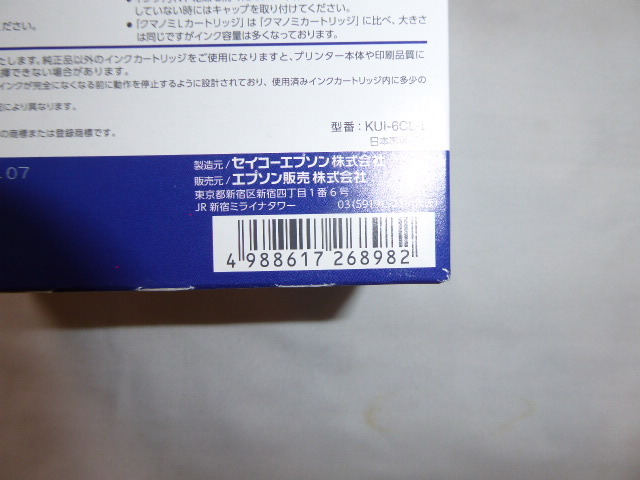 ください。
していない時にはキャップを取り付けてください。
●「クマノミLカートリッジ」は「クマノミカートリッジ」に比べ、大きさ
は同じですがインク容量は多くなっております。
たします。純正品以外のインクカートリッジをご使用になりますと、プリンター本体や印刷品質に
揮できない場合があります。
インクが完全になくなる前に動作を停止するように設計されており、使用済みインクカートリッジ内に多少の
により異なります。
の商標または登録商標です。
型番：KUI-6CL-L
日本
07
製造元/セイコーエプソン株式会社
販売元/エプソン販売株式会社
東京都新宿区新宿四丁目1番6号
JR 新宿ミライナタワー 03(591
4 988617 268982